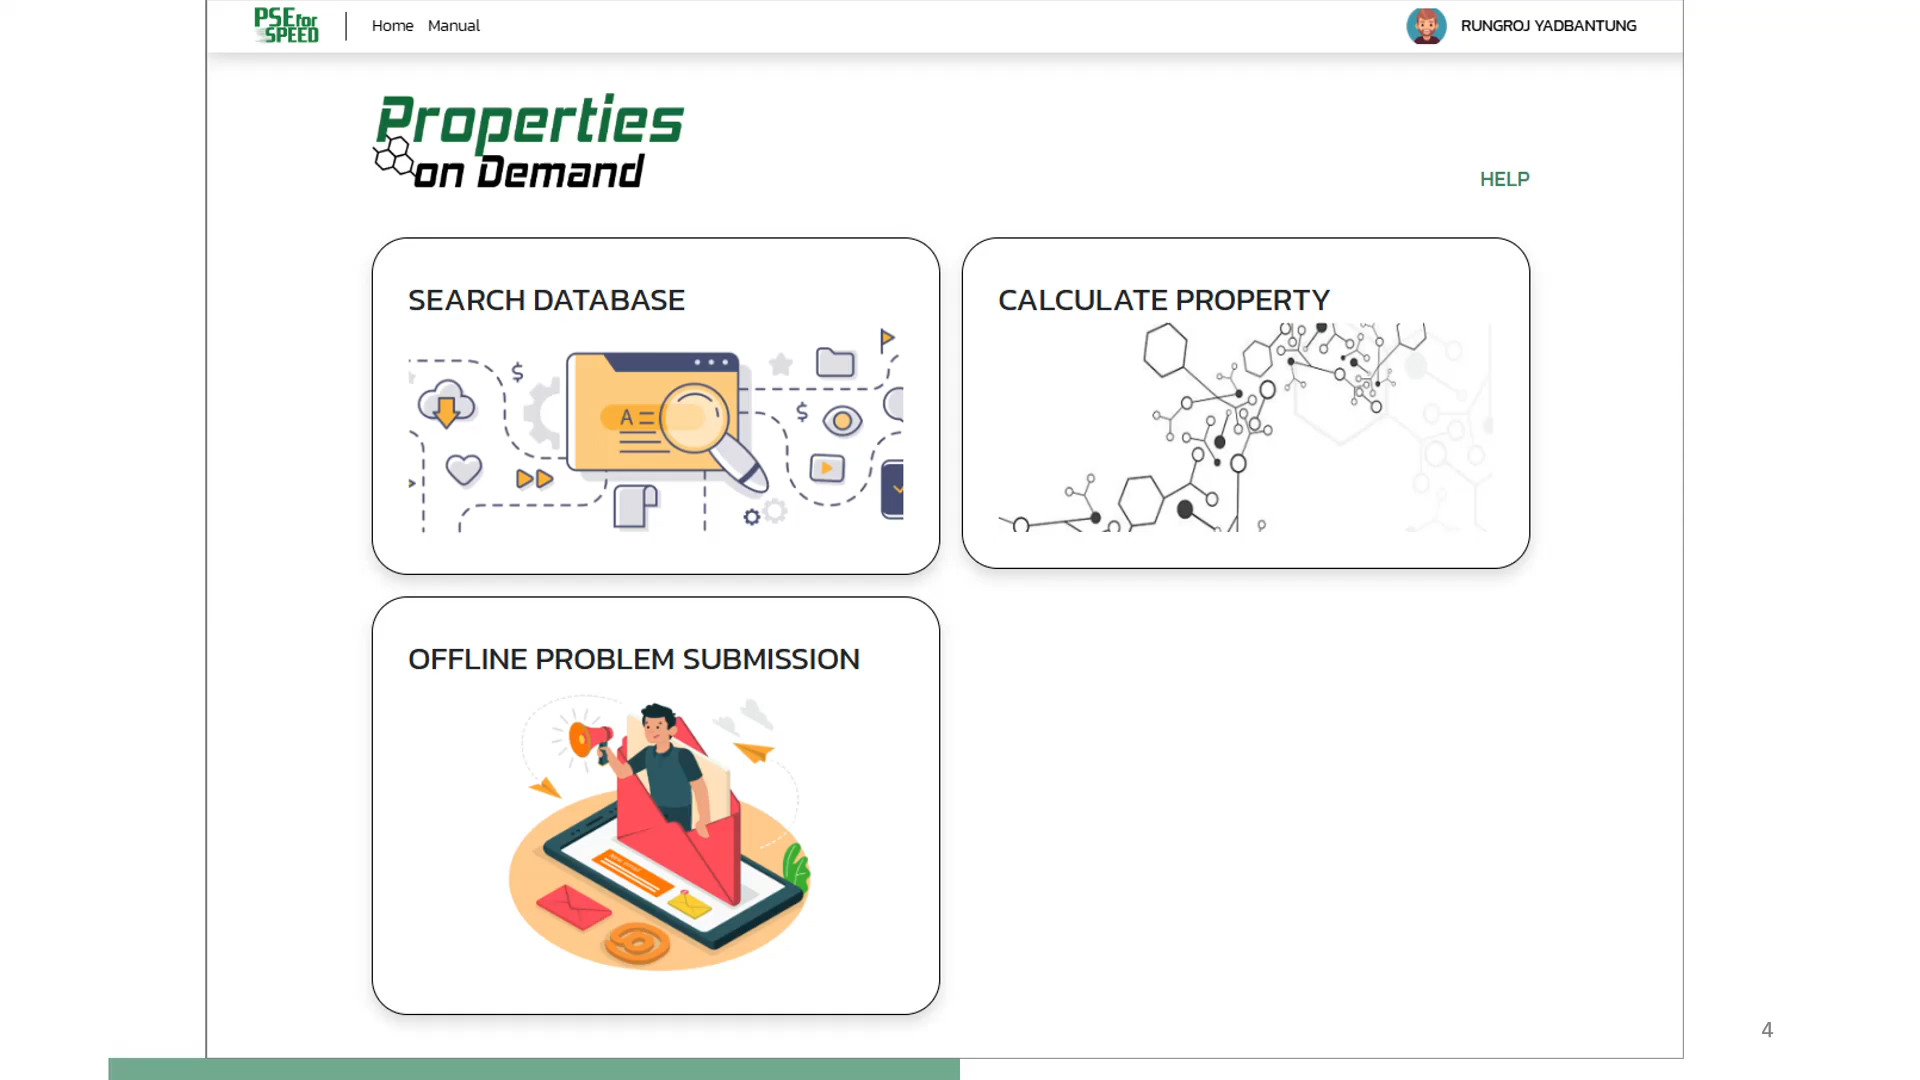 PSE for
SPEED
Home
Manual
RUNGROJ YADBANTUNG
Properties
on Demand
HELP
SEARCH DATABASE
CALCULATE PROPERTY
$
$
A
OFFLINE PROBLEM SUBMISSION
4